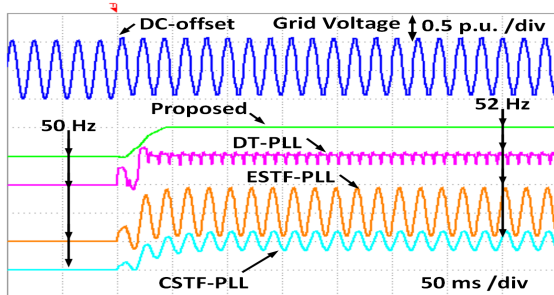 DC-offset
Grid Voltage
0.5 p.u. /div
Proposed
52 Hz
50 Hz
DT-PLL
ESTF-PLL
CSTF-PLL
50 ms /div